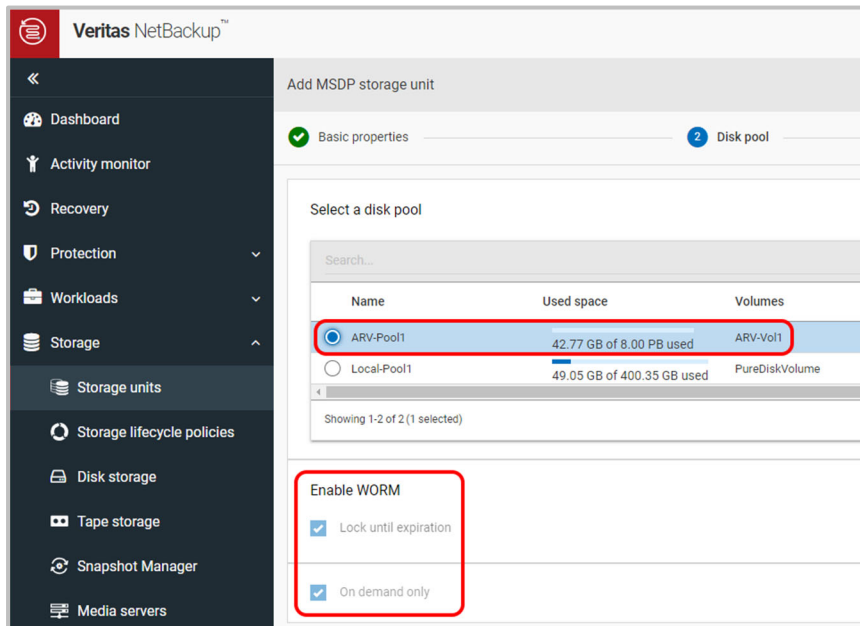 Veritas NetBackup™
Dashboard
Activity monitor
Recovery
Protection
Workloads
Storage
Storage units
Storage lifecycle policies
Disk storage
Tape storage
Snapshot Manager
Media servers
Add MSDP storage unit
Basic properties 2 Disk pool
Select a disk pool
Search...
Name Used space Volumes
ARV-Pool1 42.77 GB of 8.00 PB used ARV-Vol1
Local-Pool1 49.05 GB of 400.35 GB used PureDiskVolume
Showing 1-2 of 2 (1 selected)
Enable WORM
Lock until expiration
On demand only